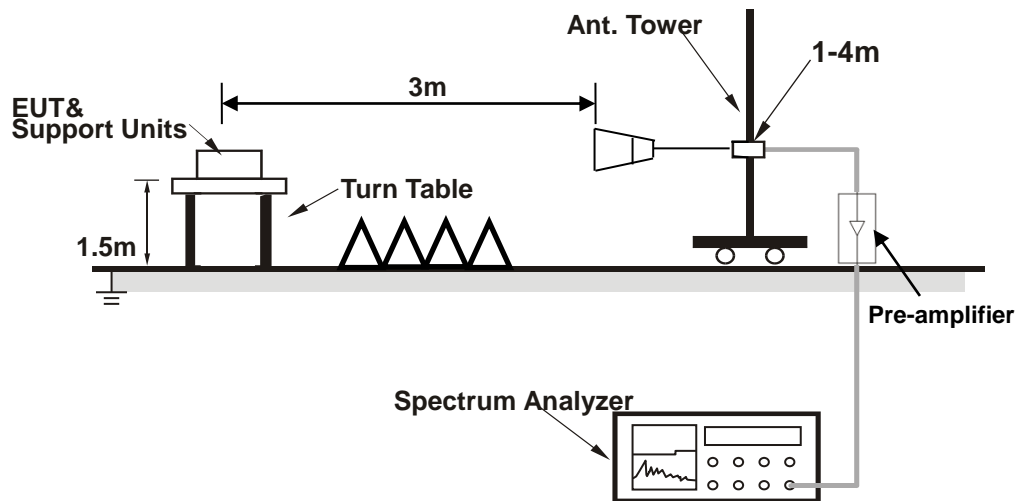 Ant. Tower
1-4m
3m
EUT&
Support Units
Turn Table
1.5m
Pre-amplifier
Spectrum Analyzer